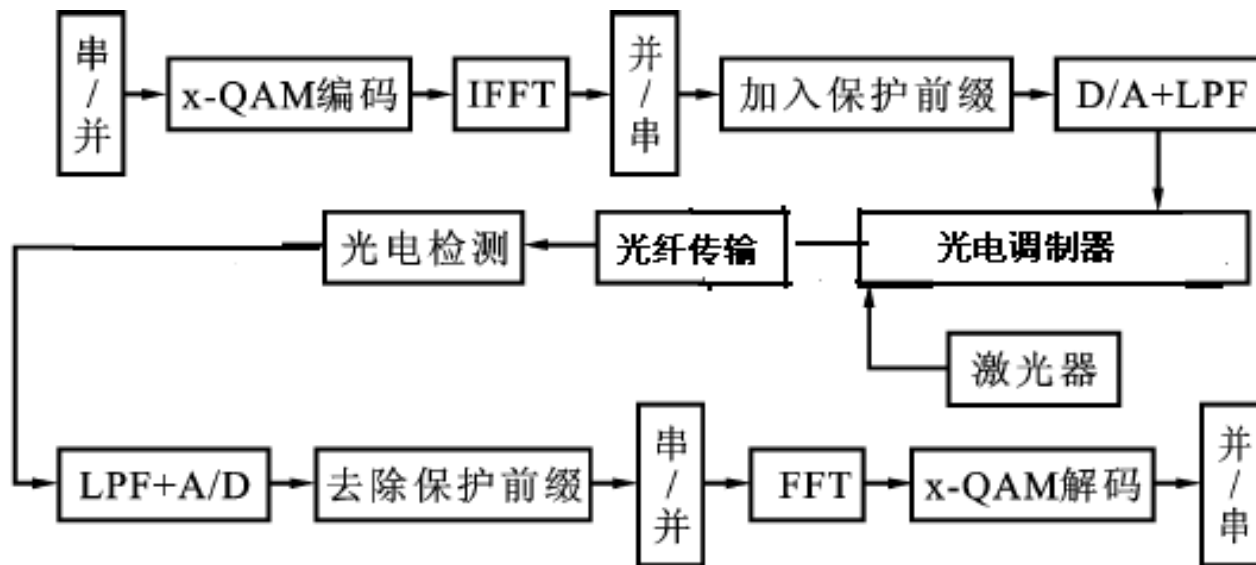 串/并
x-QAM编码
IFFT
并/串
加入保护前缀
D/A+LPF
光电检测
光纤传输
光电调制器
激光器
LPF+A/D
去除保护前缀
串/并
FFT
x-QAM解码
并/串